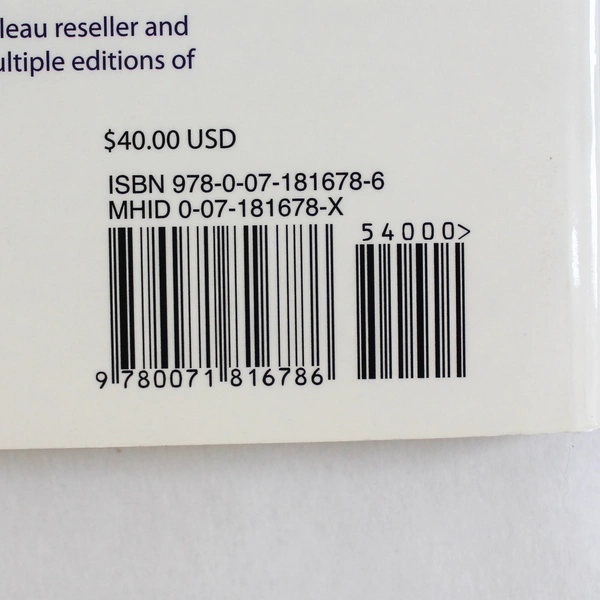 leau reseller and
ultiple editions of
$40.00 USD
ISBN 978-0-07-181678-6
MHID 0-07-181678-X
54000>
9 780071 816786